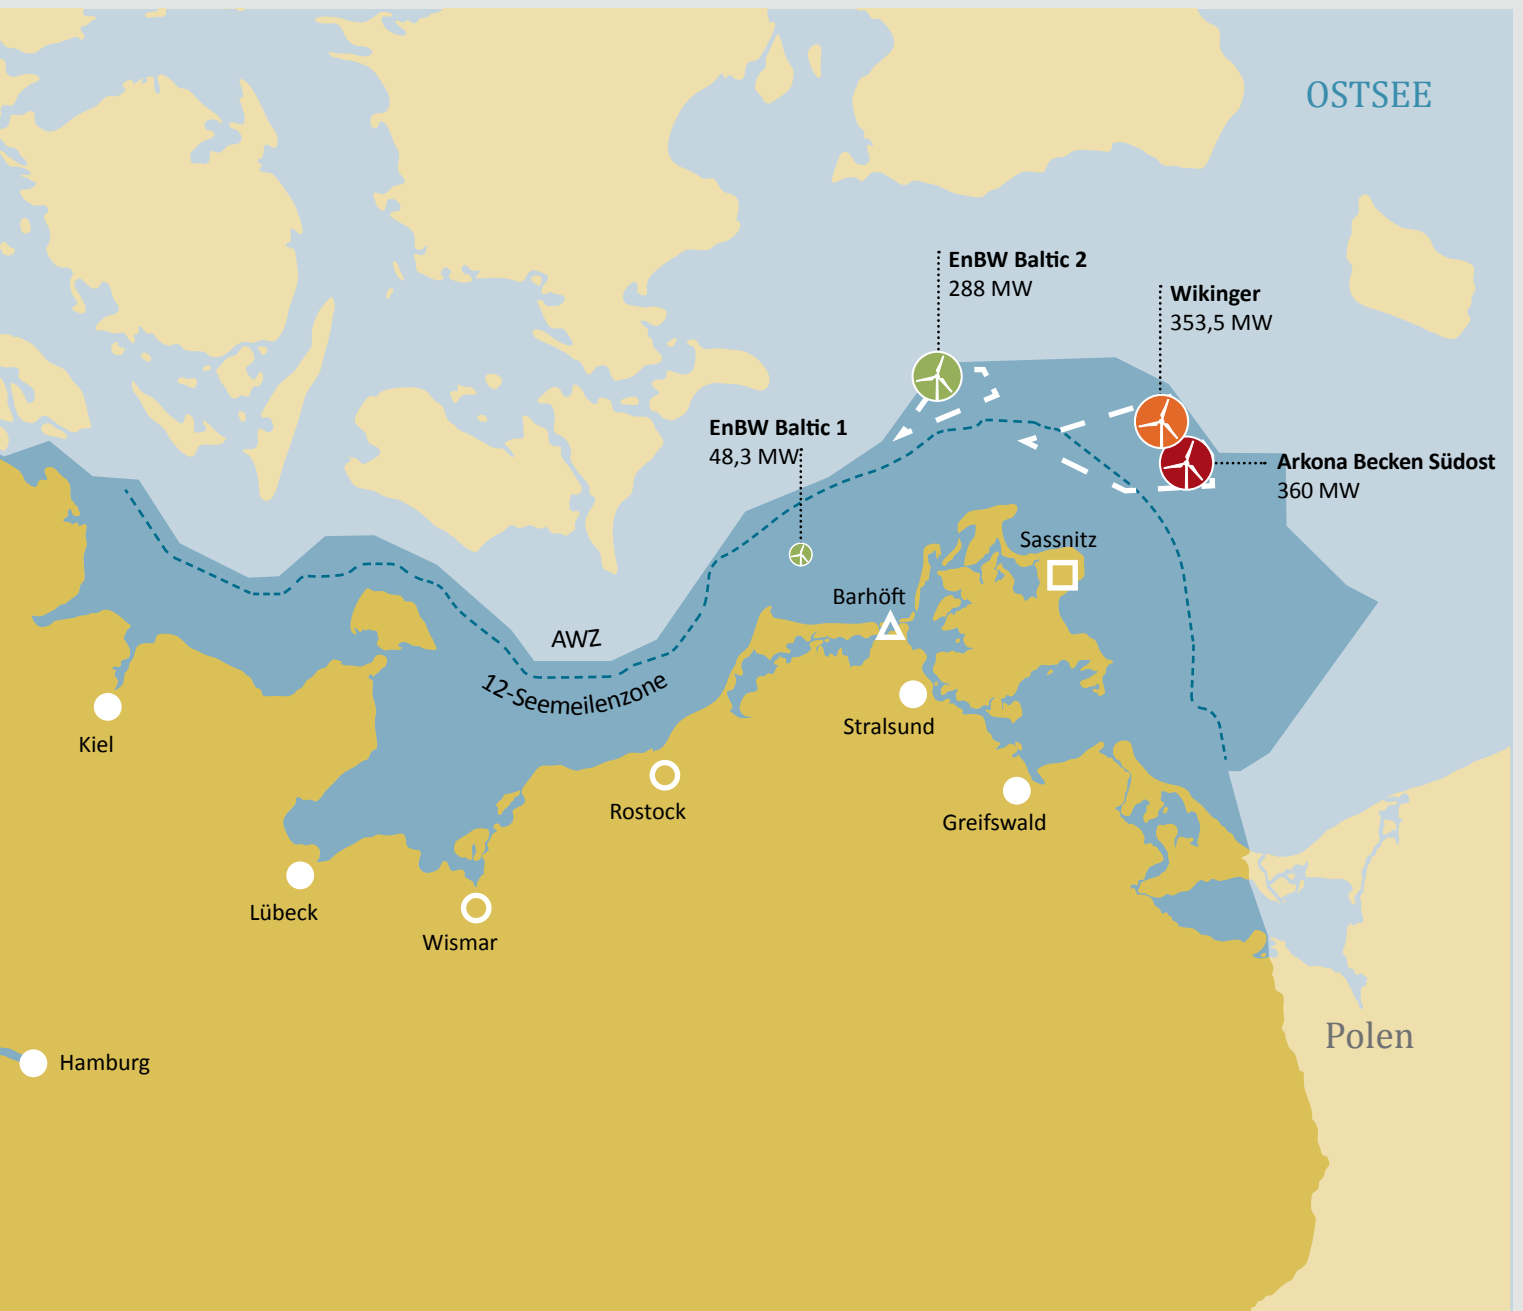 OSTSEE
EnBW Baltic 2
288 MW
Wikinger
353,5 MW
EnBW Baltic 1
48,3 MW
Arkona Becken Südost
360 MW
Sassnitz
Barhöft
AWZ
12-Seemeilenzone
Kiel
Stralsund
Rostock
Greifswald
Lübeck
Wismar
Polen
Hamburg